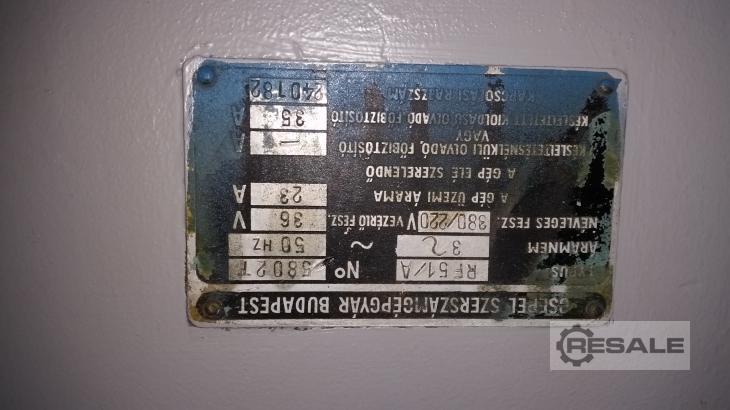 CSEPEL SZERSZÁMGÉPGYÁR BUDAPEST
TYPUS RF51/A No 5802T
ÁRAMNEM 3~ ~ 50 HZ
NÉVLEGES FESZ. 380/220 V VEZÉRLŐ FESZ. 36 V
A GÉP ÜZEMI ÁRAMA 23 A
A GÉP ELÉ SZERELENDŐ
KÉSLELTETÉSNÉLKÜLI OLVADÓ, FŐBIZTOSÍTÓ — A
VAGY
KÉSLELTETETT KIOLDÁSÚ OLVADÓ, FŐBIZTOSÍTÓ 35 A
KAPCSOLÁSI RAJZSZÁM 240182
RESALE